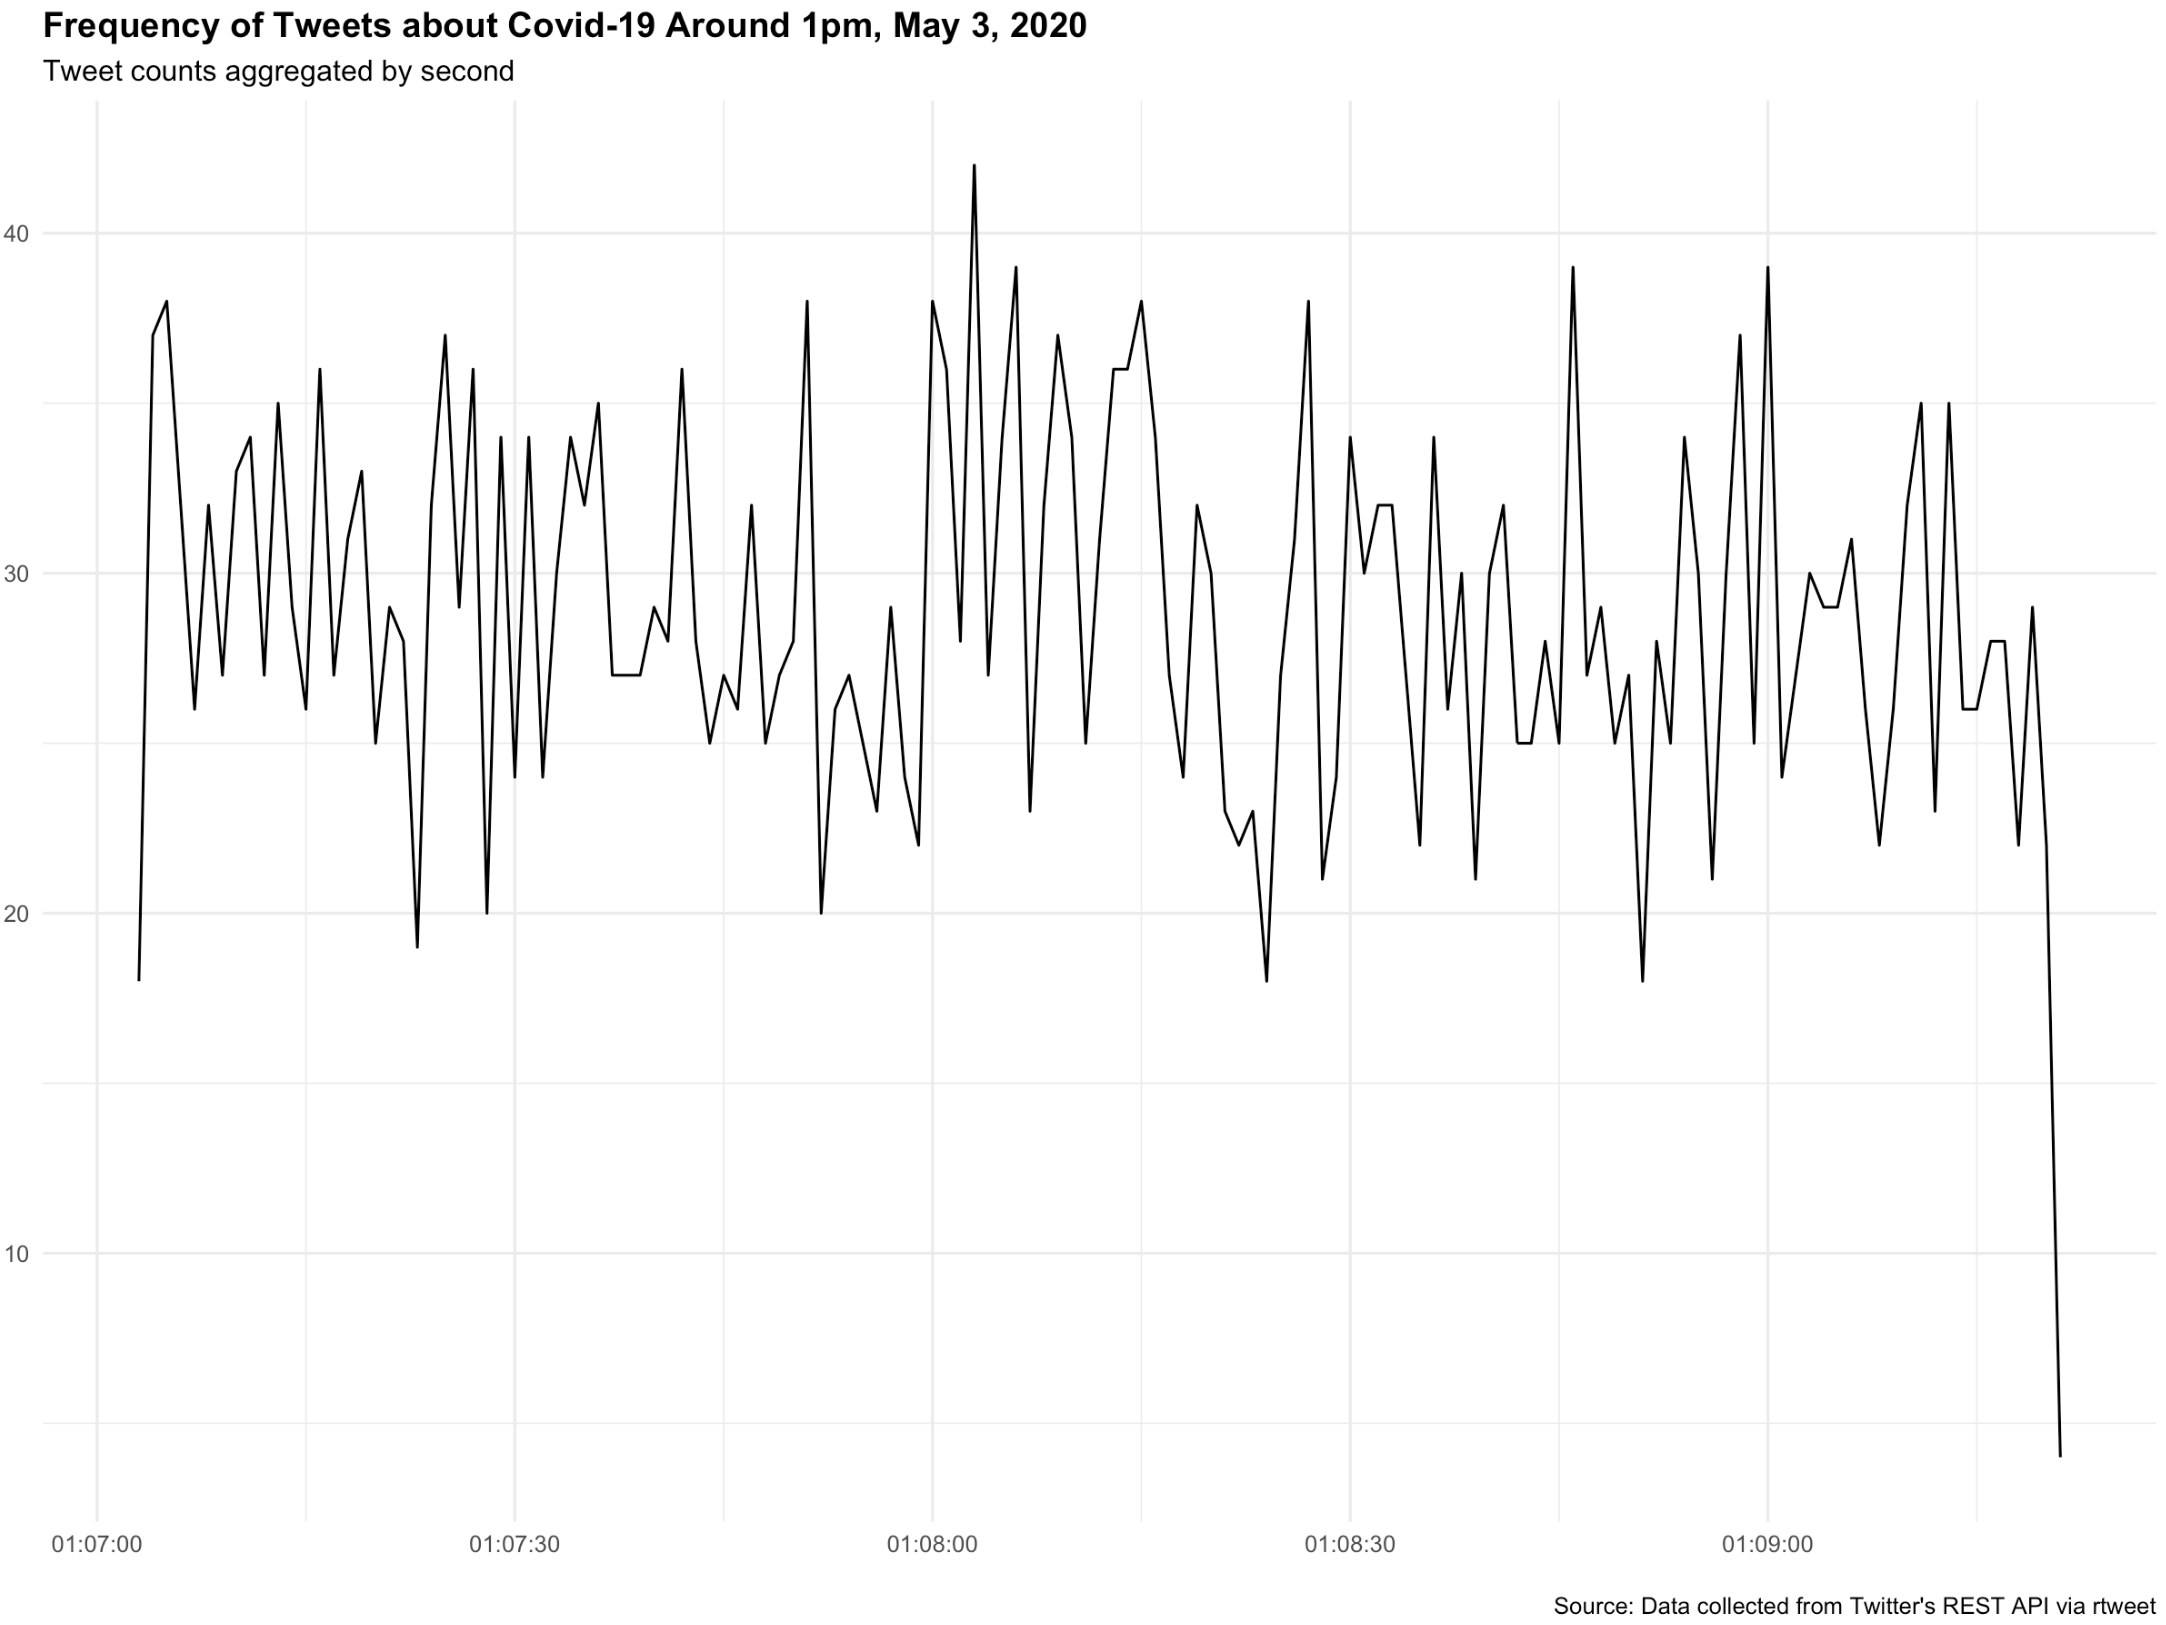 Frequency of Tweets about Covid-19 Around 1pm, May 3, 2020
Tweet counts aggregated by second
40
30
20
10
01:07:00 01:07:30 01:08:00 01:08:30 01:09:00
Source: Data collected from Twitter's REST API via rtweet